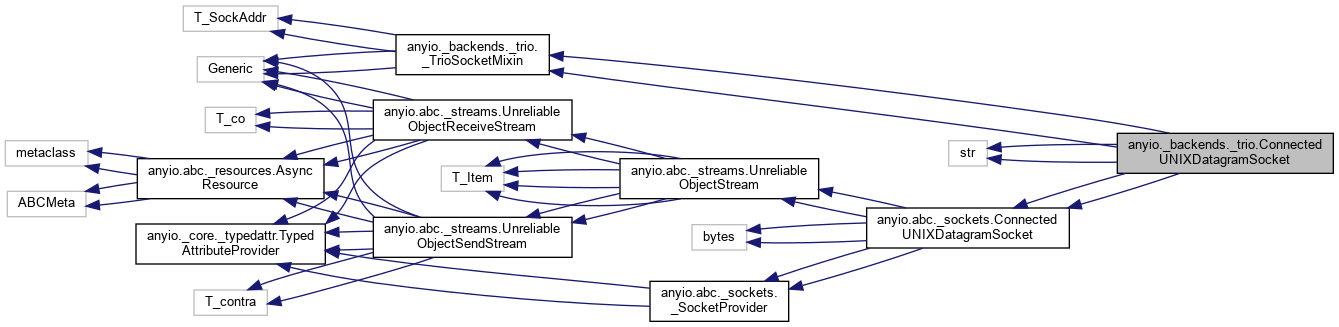 T_SockAddr
anyio._backends._trio.
_TrioSocketMixin
Generic
anyio.abc._streams.Unreliable
ObjectReceiveStream
T_co
metaclass
anyio.abc._resources.Async
Resource
ABCMeta
anyio._core._typedattr.Typed
AttributeProvider
anyio.abc._streams.Unreliable
ObjectSendStream
T_contra
T_Item
anyio.abc._streams.Unreliable
ObjectStream
bytes
anyio.abc._sockets.
_SocketProvider
str
anyio.abc._sockets.Connected
UNIXDatagramSocket
anyio._backends._trio.Connected
UNIXDatagramSocket